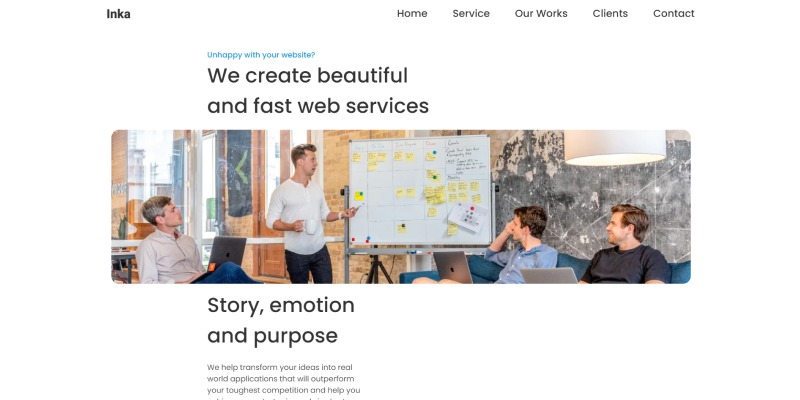 Inka
Home Service Our Works Clients Contact
Unhappy with your website?
We create beautiful
and fast web services
Story, emotion
and purpose
We help transform your ideas into real
world applications that will outperform
your toughest competition and help you